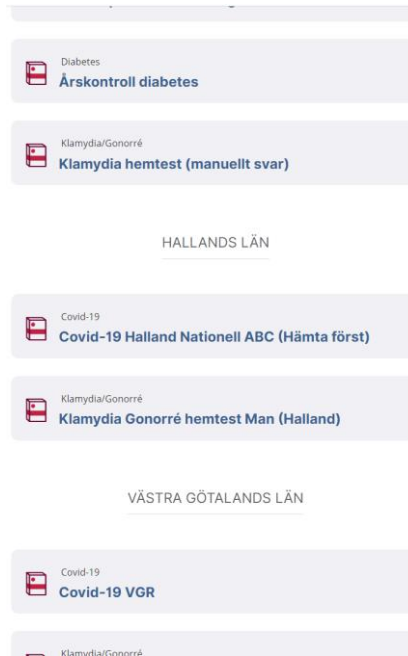 Diabetes
Årskontroll diabetes
Klamydia/Gonorré
Klamydia hemtest (manuellt svar)
HALLANDS LÄN
Covid-19
Covid-19 Halland Nationell ABC (Hämta först)
Klamydia/Gonorré
Klamydia Gonorré hemtest Man (Halland)
VÄSTRA GÖTALANDS LÄN
Covid-19
Covid-19 VGR
Klamydia/Gonorré